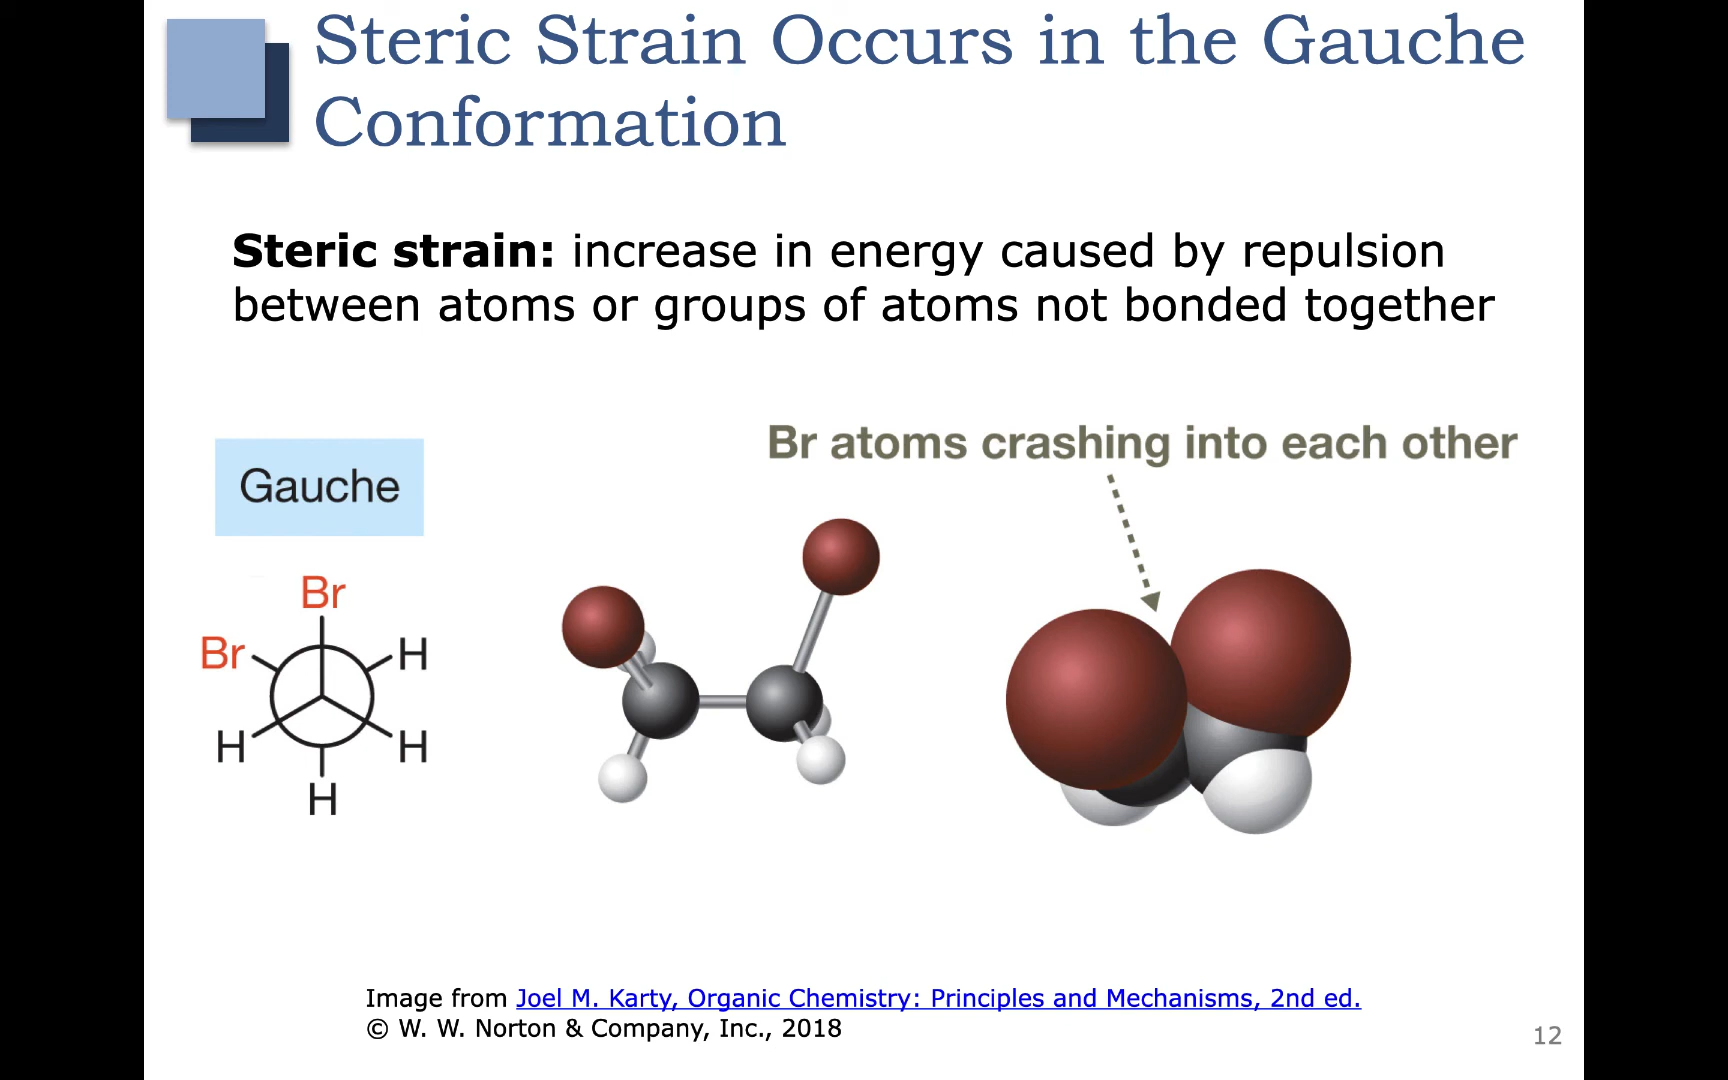 Steric Strain Occurs in the Gauche
Conformation
Steric strain: increase in energy caused by repulsion
between atoms or groups of atoms not bonded together
Br atoms crashing into each other
Gauche
Br
Br
H
H
H
H
Image from Joel M. Karty, Organic Chemistry: Principles and Mechanisms, 2nd ed.
© W. W. Norton & Company, Inc., 2018
12